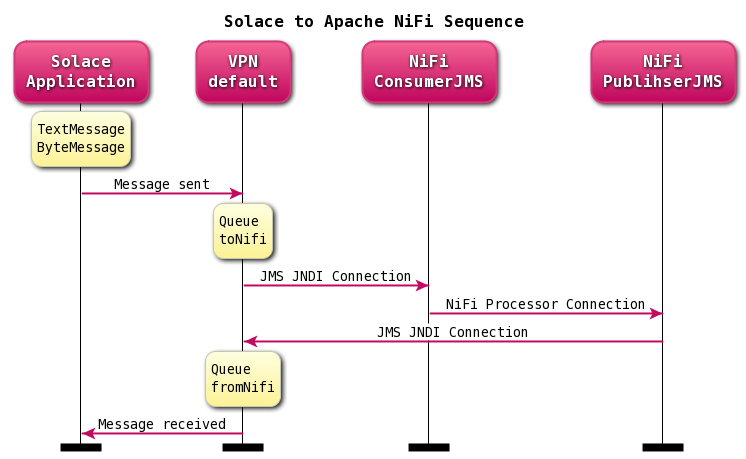 Solace to Apache NiFi Sequence
Solace
Application
VPN
default
NiFi
ConsumerJMS
NiFi
PublihserJMS
TextMessage
ByteMessage
Message sent
Queue
toNifi
JMS JNDI Connection
NiFi Processor Connection
JMS JNDI Connection
Queue
fromNifi
Message received